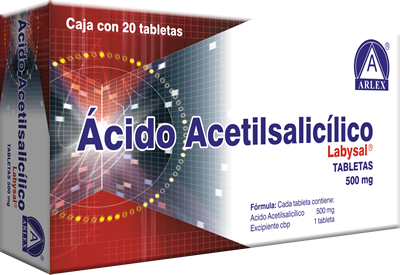 Caja con 20 tabletas
A
ARLEX®
Ácido Acetilsalicílico
Labysal®
TABLETAS
500 mg
Fórmula: Cada tableta contiene:
Acido Acetilsalicílico 500 mg
Excipiente cbp 1 tableta
Ácido Acetilsalicílico
Labysal®
TABLETAS 500 mg
A
ARLEX